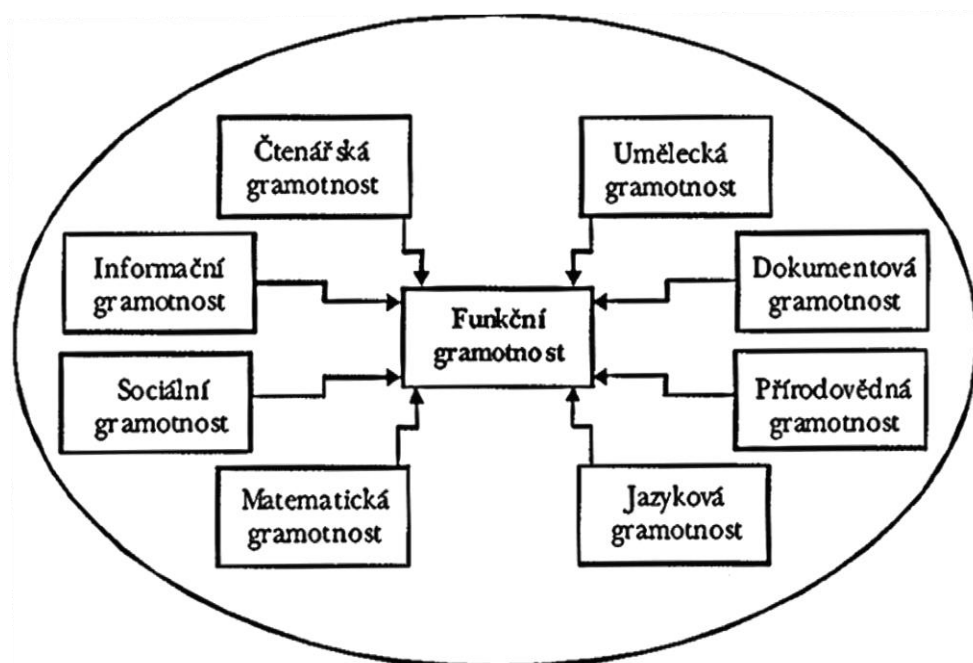 Čtenářská
gramotnost
Umělecká
gramotnost
Informační
gramotnost
Dokumentová
gramotnost
Funkční
gramotnost
Sociální
gramotnost
Přírodovědná
gramotnost
Matematická
gramotnost
Jazyková
gramotnost